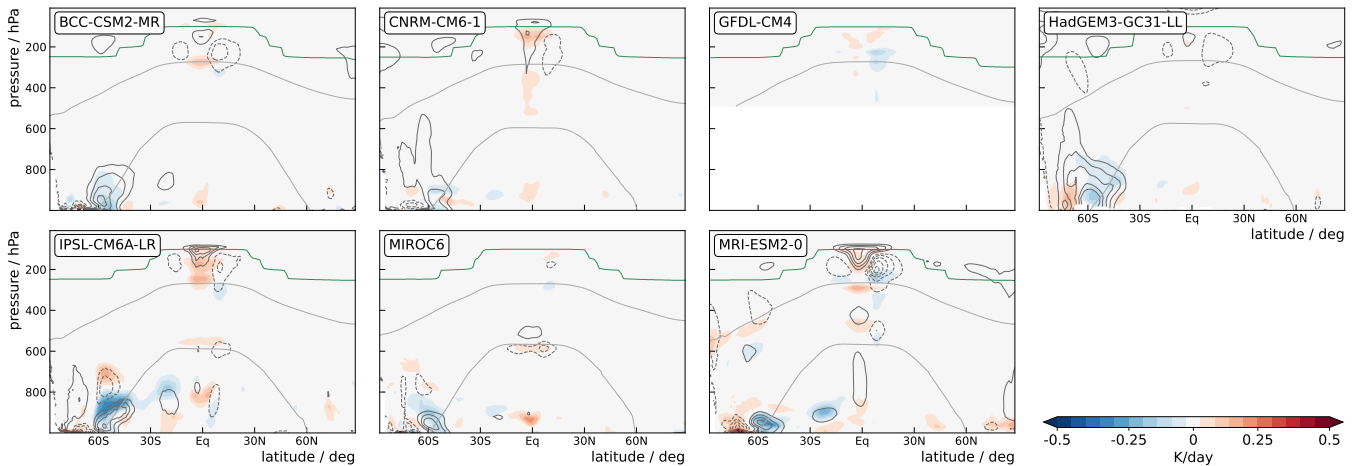 BCC-CSM2-MR
CNRM-CM6-1
GFDL-CM4
HadGEM3-GC31-LL
pressure / hPa
200
400
600
800
60S 30S Eq 30N 60N
latitude / deg
IPSL-CM6A-LR
MIROC6
MRI-ESM2-0
pressure / hPa
200
400
600
800
60S 30S Eq 30N 60N
latitude / deg
60S 30S Eq 30N 60N
latitude / deg
60S 30S Eq 30N 60N
latitude / deg
-0.5 -0.25 0 0.25 0.5
K/day